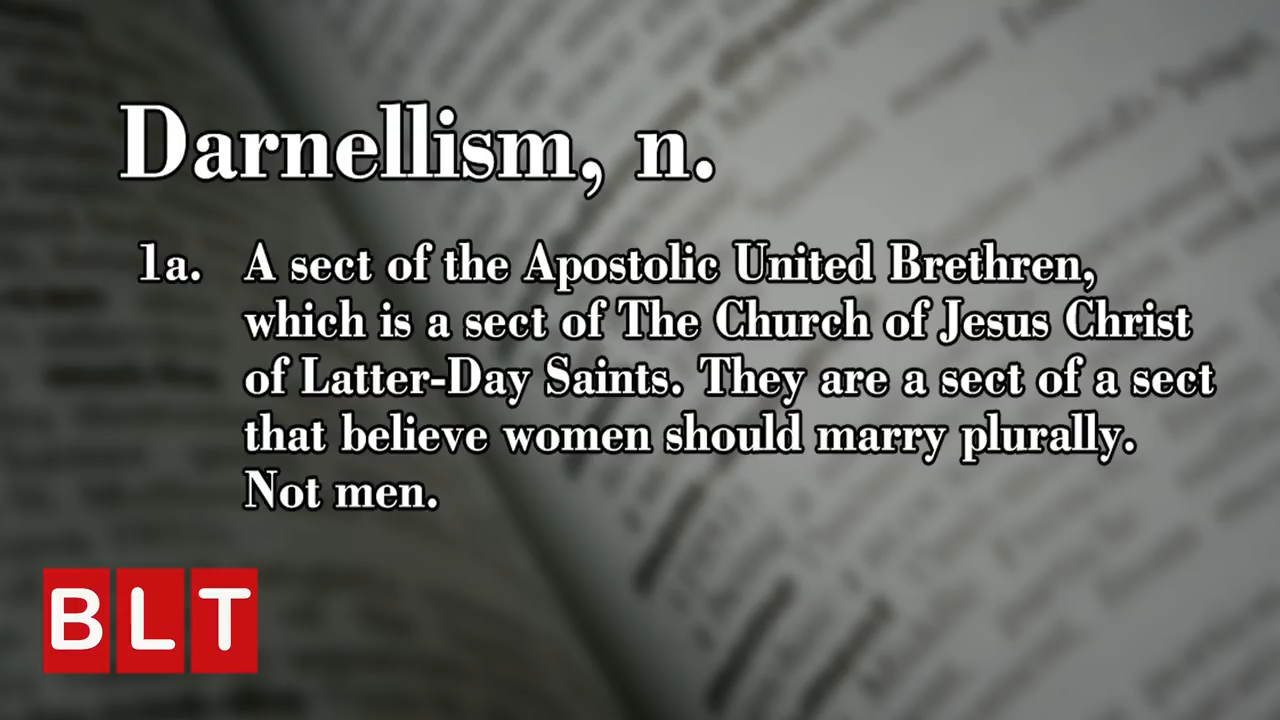 Darnellism, n.
1a. A sect of the Apostolic United Brethren,
which is a sect of The Church of Jesus Christ
of Latter-Day Saints. They are a sect of a sect
that believe women should marry plurally.
Not men.
BLT